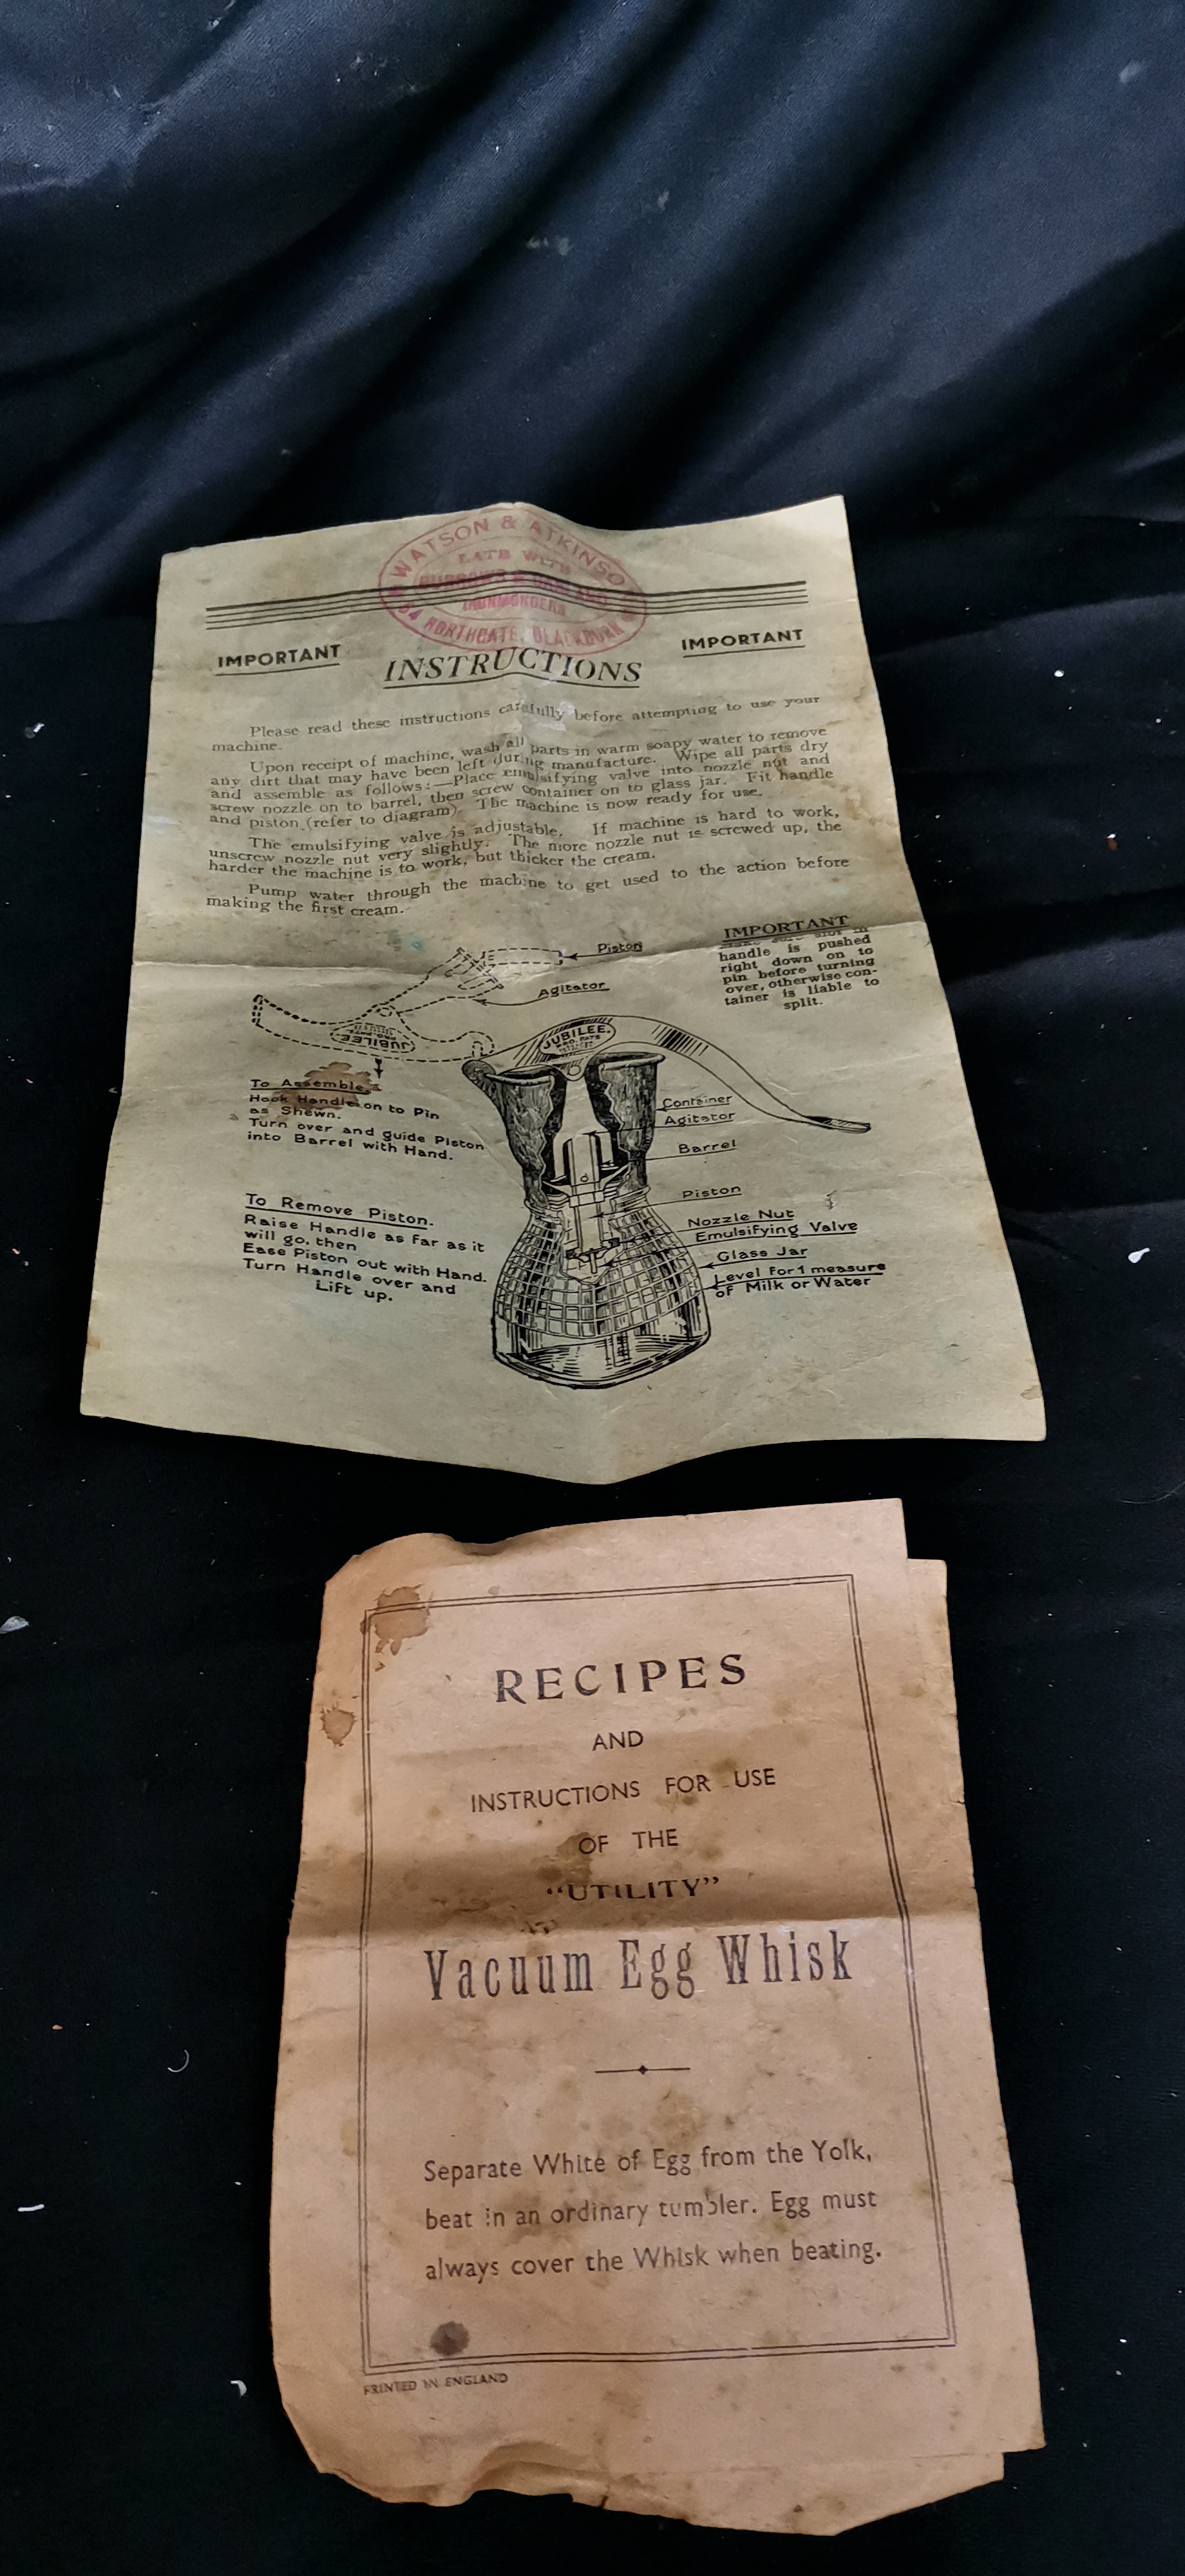 WATSON & ATKINSO
LATE WITH
IRONMONGERS
NORTHGATE, BLACKBURN
IMPORTANT
IMPORTANT
INSTRUCTIONS
Please read these instructions carefully before attempting to use your
machine.
Upon receipt of machine, wash all parts in warm soapy water to remove
any dirt that may have been left during manufacture. Wipe all parts dry
and assemble as follows:—Place emulsifying valve into nozzle nut and
screw nozzle on to barrel, then screw container on to glass jar. Fit handle
and piston (refer to diagram). The machine is now ready for use.
The emulsifying valve is adjustable. If machine is hard to work,
unscrew nozzle nut very slightly. The more nozzle nut is screwed up, the
harder the machine is to work, but thicker the cream.
Pump water through the machine to get used to the action before
making the first cream.
IMPORTANT
handle is pushed
right down on to
pin before turning
over, otherwise con-
tainer is liable to
split.
Piston
Agitator
JUBILEE
JUBILEE.
PRO. PATS
To Assemble.
Hook Handle on to Pin
as Shewn.
Turn over and guide Piston
into Barrel with Hand.
Container
Agitator
Barrel
Piston
Nozzle Nut
Emulsifying Valve
Glass Jar
Level For 1 measure
of Milk or Water
To Remove Piston.
Raise Handle as far as it
will go, then
Ease Piston out with Hand.
Turn Handle over and
Lift up.
RECIPES
AND
INSTRUCTIONS FOR USE
OF THE
“UTILITY”
Vacuum Egg Whisk
Separate White of Egg from the Yolk,
beat in an ordinary tumbler. Egg must
always cover the Whisk when beating.
PRINTED IN ENGLAND